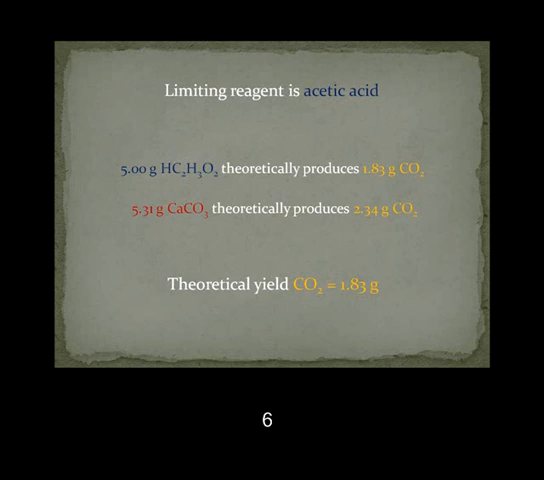 Limiting reagent is acetic acid
5.00 g HC₂H₃O₂ theoretically produces 1.83 g CO₂
5.31 g CaCO₃ theoretically produces 2.34 g CO₂
Theoretical yield CO₂ = 1.83 g
6